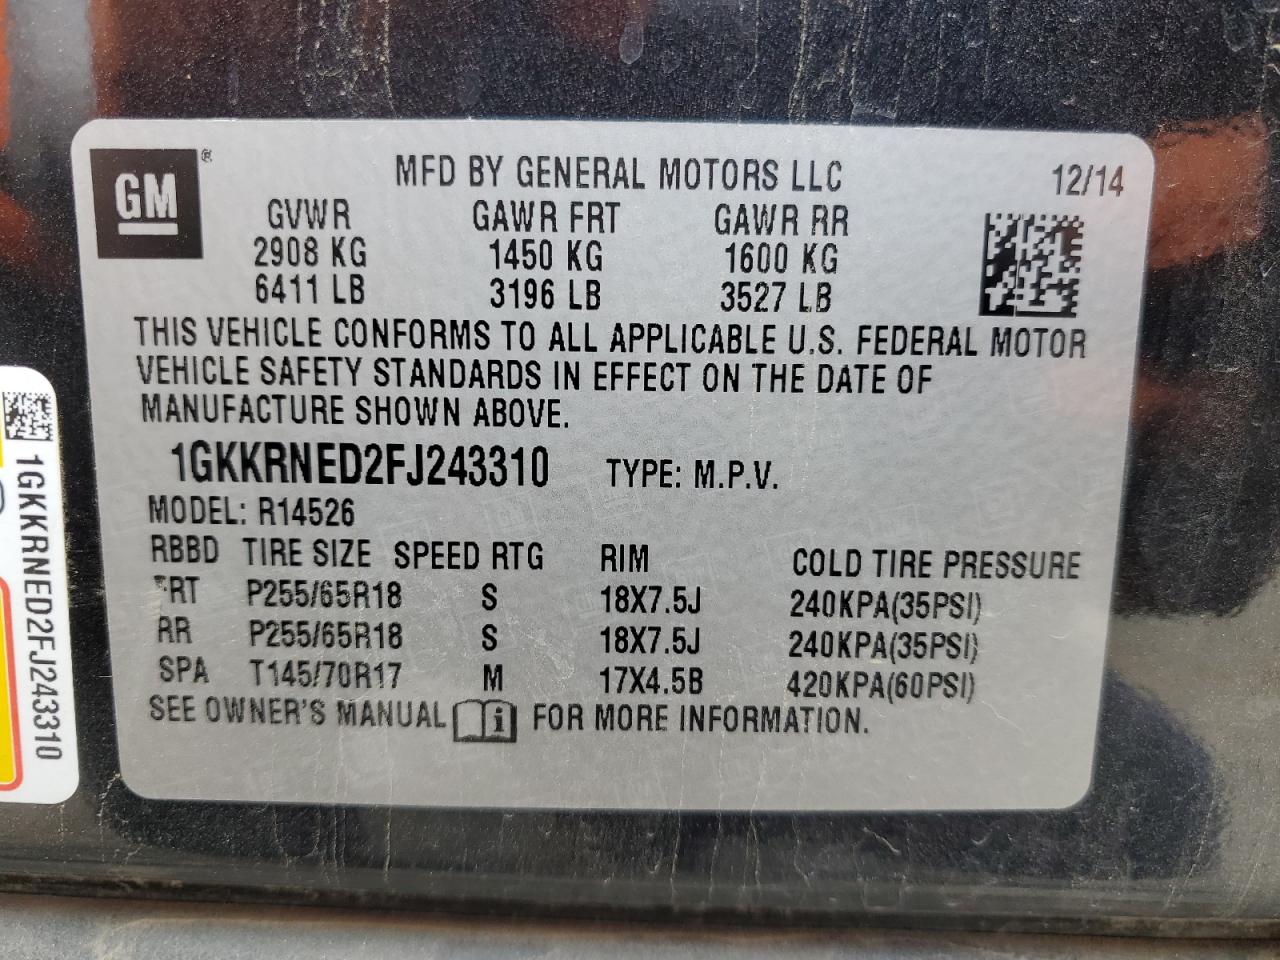 GM ®
MFD BY GENERAL MOTORS LLC 12/14
GVWR GAWR FRT GAWR RR
2908 KG 1450 KG 1600 KG
6411 LB 3196 LB 3527 LB
THIS VEHICLE CONFORMS TO ALL APPLICABLE U.S. FEDERAL MOTOR
VEHICLE SAFETY STANDARDS IN EFFECT ON THE DATE OF
MANUFACTURE SHOWN ABOVE.
1GKKRNED2FJ243310 TYPE: M.P.V.
MODEL: R14526
RBBD TIRE SIZE SPEED RTG RIM COLD TIRE PRESSURE
FRT P255/65R18 S 18X7.5J 240KPA(35PSI)
RR P255/65R18 S 18X7.5J 240KPA(35PSI)
SPA T145/70R17 M 17X4.5B 420KPA(60PSI)
SEE OWNER'S MANUAL i FOR MORE INFORMATION.
1GKKRNED2FJ243310